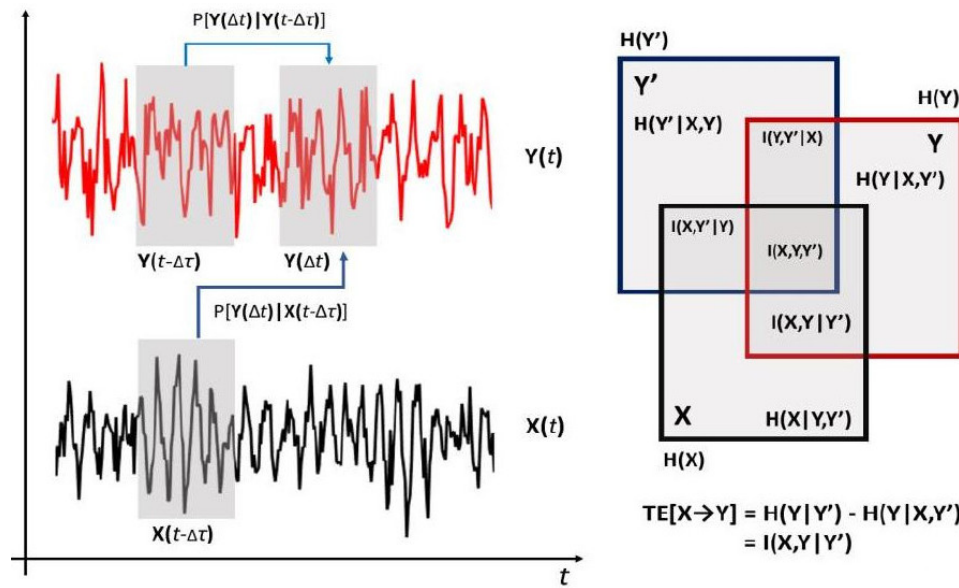 P[Y(Δt)|Y(t-Δτ)]
Y(t)
Y(t-Δτ)
Y(Δt)
P[Y(Δt)|X(t-Δτ)]
X(t)
X(t-Δτ)
t
H(Y')
Y'
H(Y'|X,Y)
H(Y)
I(Y,Y'|X)
Y
H(Y|X,Y')
I(X,Y'|Y)
I(X,Y,Y')
I(X,Y|Y')
X
H(X|Y,Y')
H(X)
TE[X→Y] = H(Y|Y') - H(Y|X,Y')
= I(X,Y|Y')